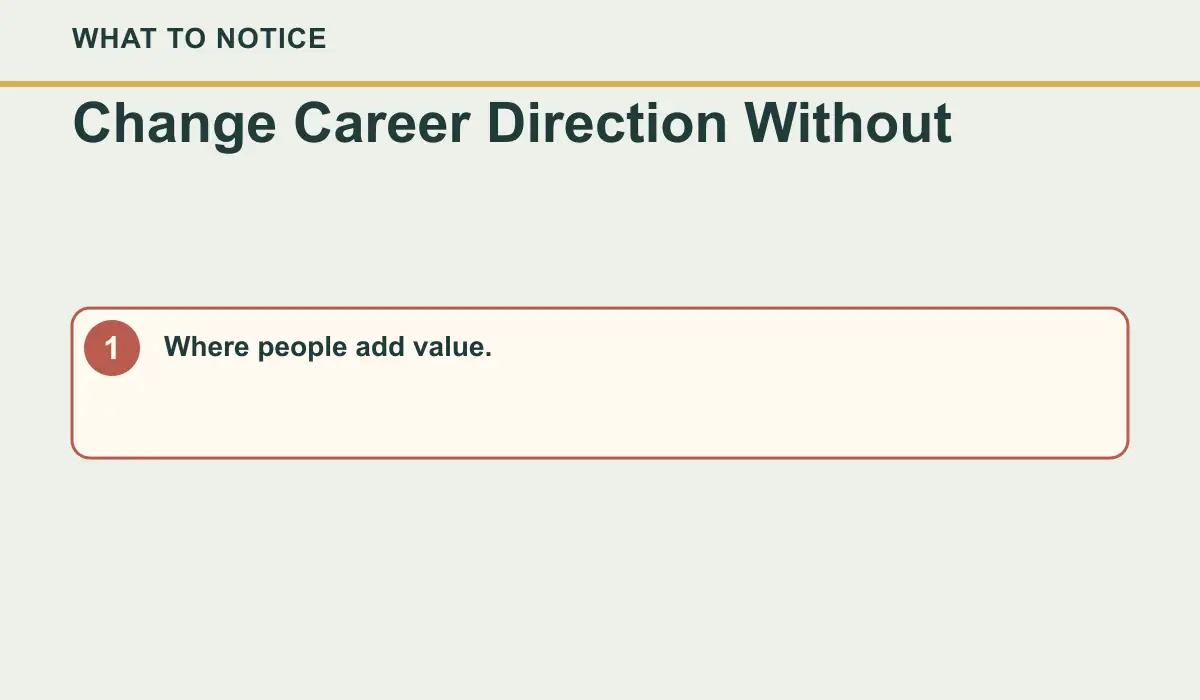 WHAT TO NOTICE
Change Career Direction Without
1 Where people add value.